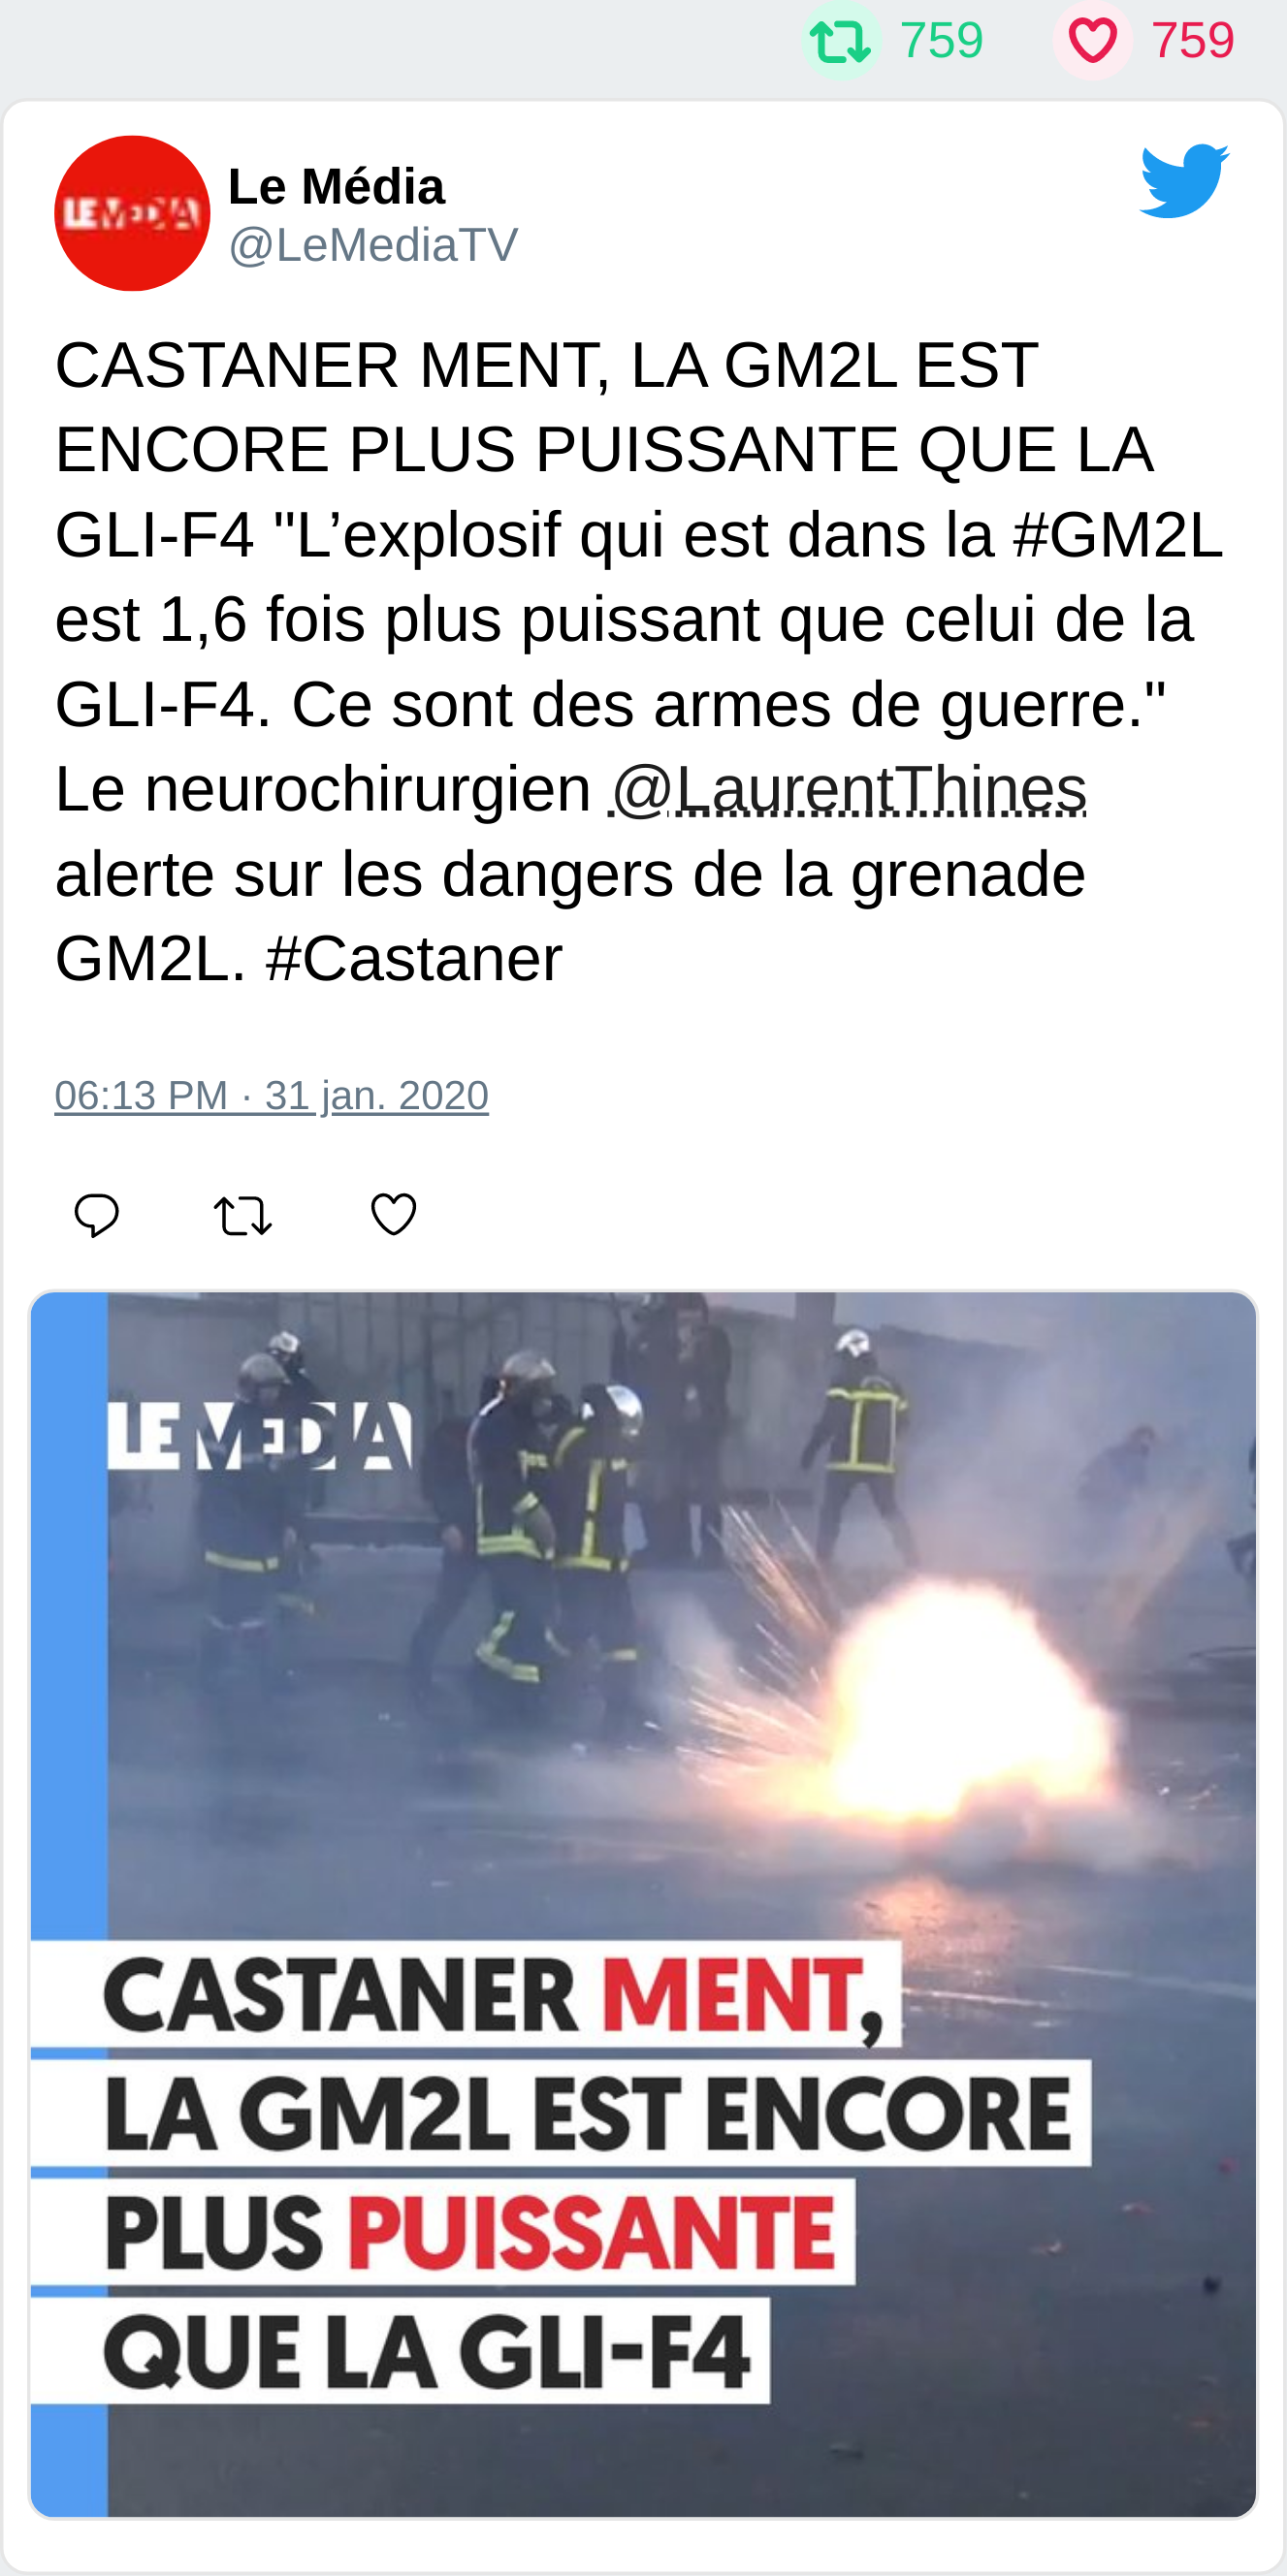 759 759
LE MEDIA
Le Média
@LeMediaTV
CASTANER MENT, LA GM2L EST
ENCORE PLUS PUISSANTE QUE LA
GLI-F4 "L’explosif qui est dans la #GM2L
est 1,6 fois plus puissant que celui de la
GLI-F4. Ce sont des armes de guerre."
Le neurochirurgien @LaurentThines
alerte sur les dangers de la grenade
GM2L. #Castaner
06:13 PM · 31 jan. 2020
LE MEDIA
CASTANER MENT,
LA GM2L EST ENCORE
PLUS PUISSANTE
QUE LA GLI-F4